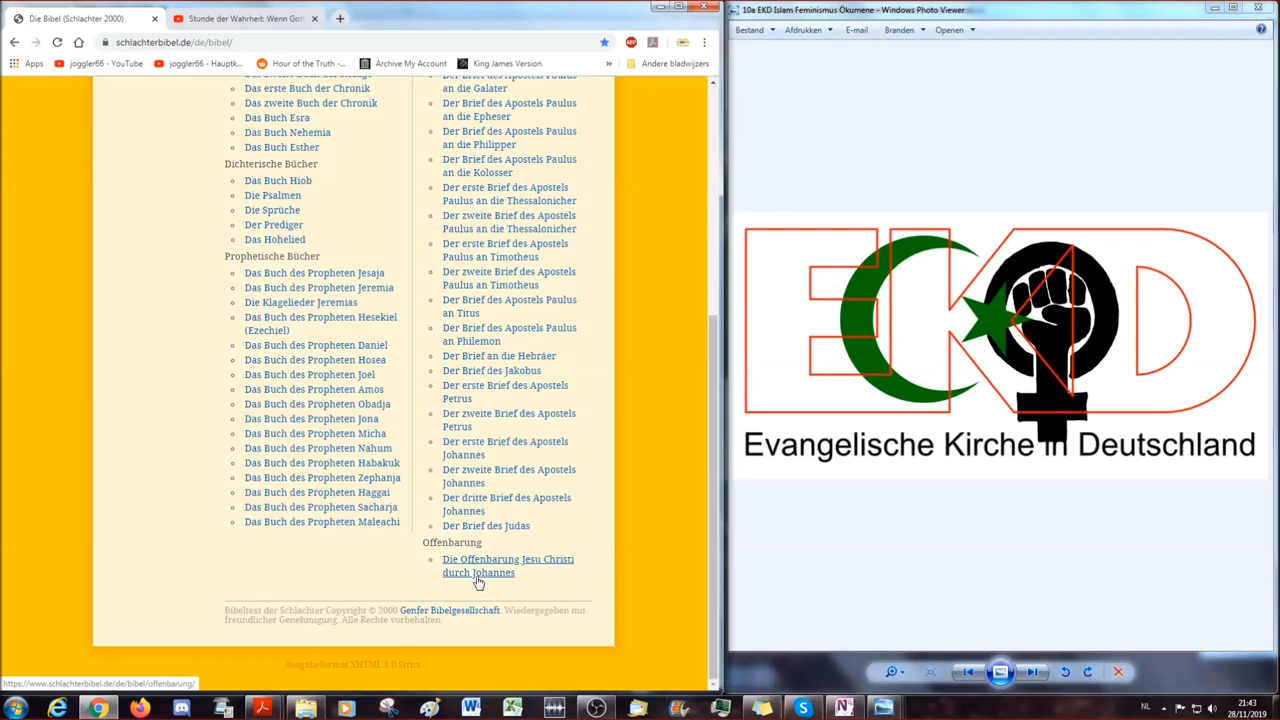 Die Bibel (Schlachter 2000)
Stunde der Wahrheit: Wenn Gott
schlachterbibel.de/de/bibel/
Apps
joggler66 - YouTube
joggler66 - Hauptk...
Hour of the Truth -...
Archive My Account
King James Version
»
Andere bladwijzers
Das erste Buch der Chronik
Das zweite Buch der Chronik
Das Buch Esra
Das Buch Nehemia
Das Buch Esther
Dichterische Bücher
Das Buch Hiob
Die Psalmen
Die Sprüche
Der Prediger
Das Hohelied
Prophetische Bücher
Das Buch des Propheten Jesaja
Das Buch des Propheten Jeremia
Die Klagelieder Jeremias
Das Buch des Propheten Hesekiel
(Ezechiel)
Das Buch des Propheten Daniel
Das Buch des Propheten Hosea
Das Buch des Propheten Joel
Das Buch des Propheten Amos
Das Buch des Propheten Obadja
Das Buch des Propheten Jona
Das Buch des Propheten Micha
Das Buch des Propheten Nahum
Das Buch des Propheten Habakuk
Das Buch des Propheten Zephanja
Das Buch des Propheten Haggai
Das Buch des Propheten Sacharja
Das Buch des Propheten Maleachi
Der Brief des Apostels Paulus
an die Galater
Der Brief des Apostels Paulus
an die Epheser
Der Brief des Apostels Paulus
an die Philipper
Der Brief des Apostels Paulus
an die Kolosser
Der erste Brief des Apostels
Paulus an die Thessalonicher
Der zweite Brief des Apostels
Paulus an die Thessalonicher
Der erste Brief des Apostels
Paulus an Timotheus
Der zweite Brief des Apostels
Paulus an Timotheus
Der Brief des Apostels Paulus
an Titus
Der Brief des Apostels Paulus
an Philemon
Der Brief an die Hebräer
Der Brief des Jakobus
Der erste Brief des Apostels
Petrus
Der zweite Brief des Apostels
Petrus
Der erste Brief des Apostels
Johannes
Der zweite Brief des Apostels
Johannes
Der dritte Brief des Apostels
Johannes
Der Brief des Judas
Offenbarung
Die Offenbarung Jesu Christi
durch Johannes
Bibeltext der Schlachter Copyright © 2000 Genfer Bibelgesellschaft. Wiedergegeben mit
freundlicher Genehmigung. Alle Rechte vorbehalten.
Ausgabeformat XHTML 1.0 Strict
https://www.schlachterbibel.de/de/bibel/offenbarung/
10a EKD Islam Feminismus Ökumene - Windows Photo Viewer
Bestand
Afdrukken
E-mail
Branden
Openen
EKD
Evangelische Kirche in Deutschland
NL
21:43
28/11/2019